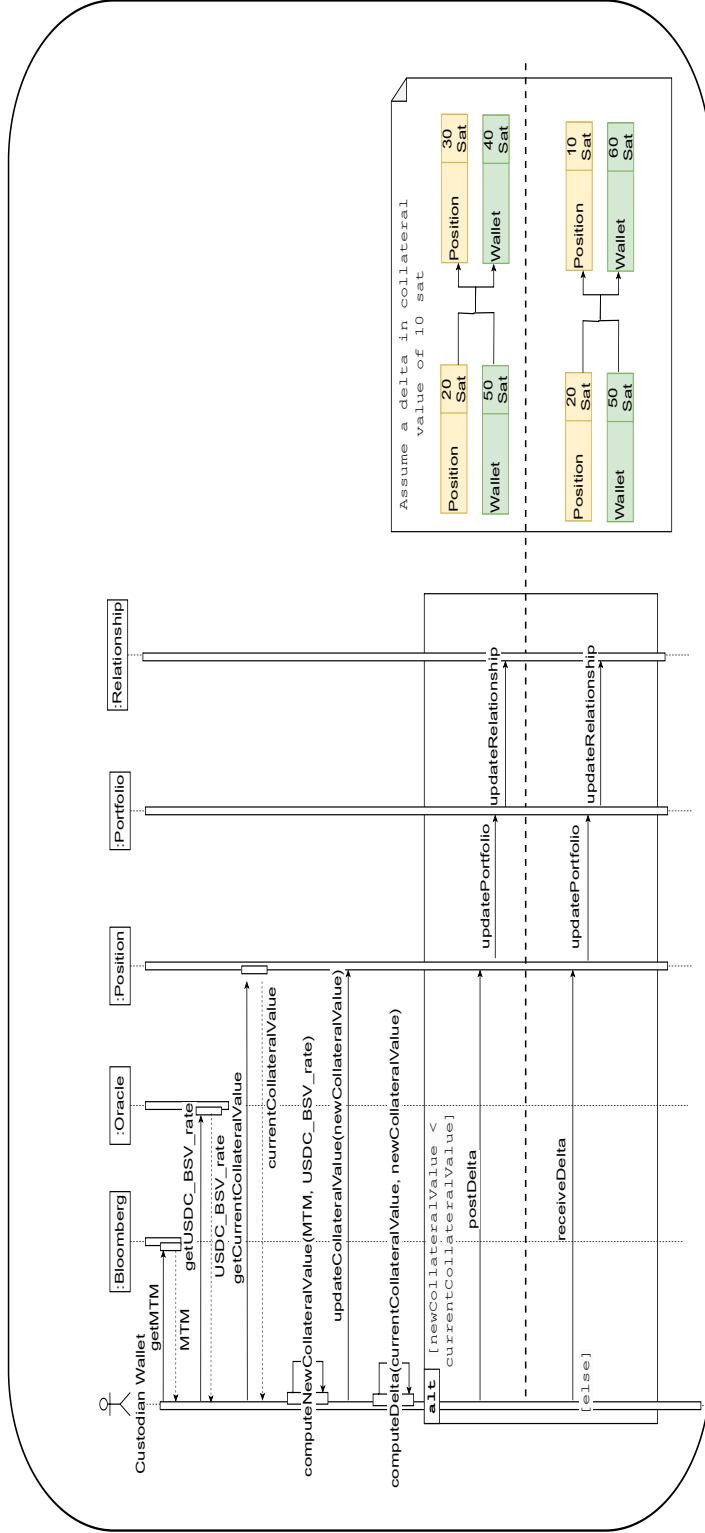 Custodian Wallet
:Bloomberg
:Oracle
:Position
:Portfolio
:Relationship
getMTM
MTM
getUSDC_BSV_rate
USDC_BSV_rate
getCurrentCollateralValue
currentCollateralValue
computeNewCollateralValue(MTM, USDC_BSV_rate)
updateCollateralValue(newCollateralValue)
computeDelta(currentCollateralValue, newCollateralValue)
alt
[newCollateralValue <
currentCollateralValue]
postDelta
updatePortfolio
updateRelationship
[else]
receiveDelta
updatePortfolio
updateRelationship
Assume a delta in collateral
value of 10 sat
Position
20
Sat
Position
30
Sat
Wallet
50
Sat
Wallet
40
Sat
Position
20
Sat
Position
10
Sat
Wallet
50
Sat
Wallet
60
Sat